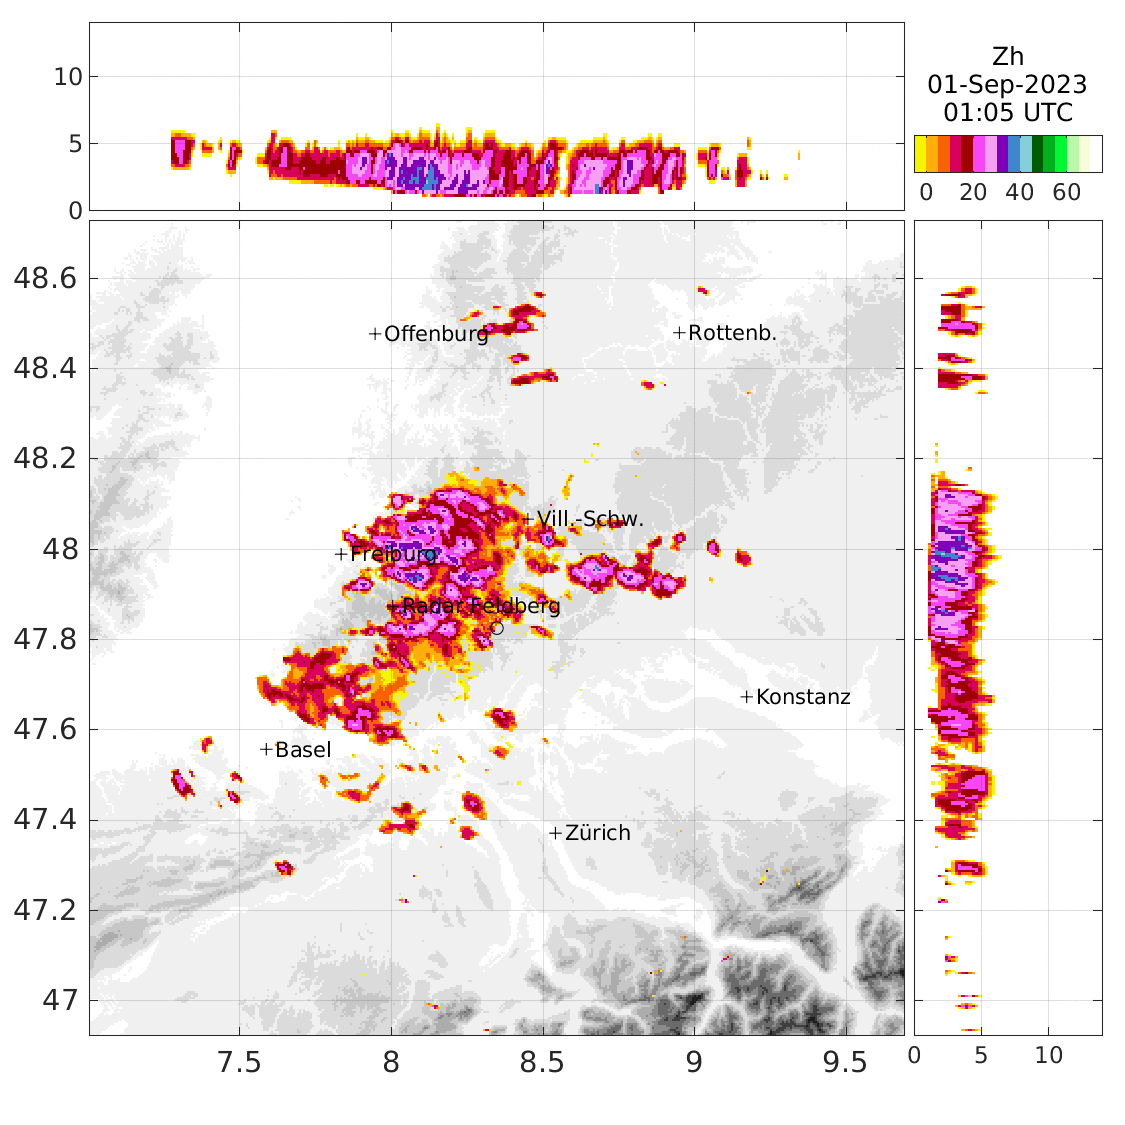 10
5
0
Zh
01-Sep-2023
01:05 UTC
0 20 40 60
48.6
48.4
48.2
48
47.8
47.6
47.4
47.2
47
+Offenburg
+Rottenb.
+Vill.-Schw.
+Freiburg
+Radar Feldberg
+Konstanz
+Basel
+Zürich
7.5 8 8.5 9 9.5
0 5 10